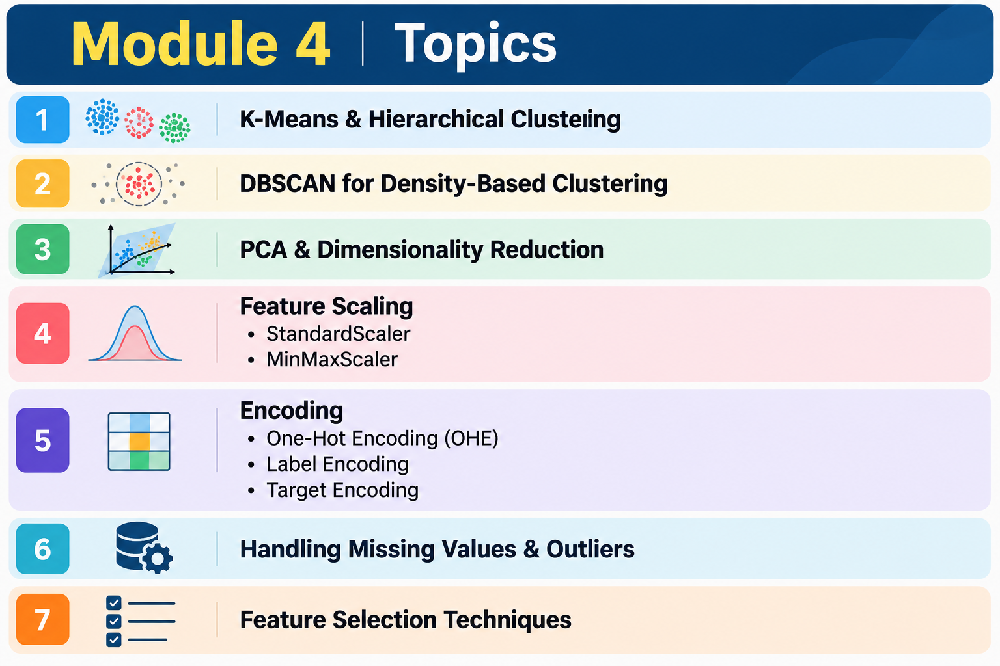 Module 4 | Topics
1 K-Means & Hierarchical Clusteing
2 DBSCAN for Density-Based Clustering
3 PCA & Dimensionality Reduction
4 Feature Scaling
• StandardScaler
• MinMaxScaler
5 Encoding
• One-Hot Encoding (OHE)
• Label Encoding
• Target Encoding
6 Handling Missing Values & Outliers
7 Feature Selection Techniques